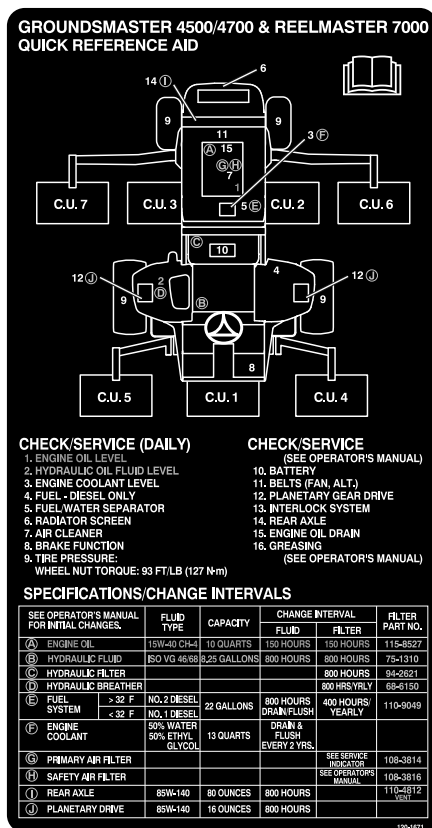 GROUNDSMASTER 4500/4700 & REELMASTER 7000
QUICK REFERENCE AID
6
14 Ⓘ
9
9
11
3 Ⓕ
Ⓐ 15
Ⓖ Ⓗ
7
1
5 Ⓔ
C.U. 7
C.U. 3
C.U. 2
C.U. 6
Ⓒ
10
4
12 Ⓙ
2
Ⓓ
12 Ⓙ
9
Ⓑ
9
8
C.U. 5
C.U. 1
C.U. 4
CHECK/SERVICE (DAILY)
1. ENGINE OIL LEVEL
2. HYDRAULIC OIL FLUID LEVEL
3. ENGINE COOLANT LEVEL
4. FUEL - DIESEL ONLY
5. FUEL/WATER SEPARATOR
6. RADIATOR SCREEN
7. AIR CLEANER
8. BRAKE FUNCTION
9. TIRE PRESSURE:
WHEEL NUT TORQUE: 93 FT/LB (127 N•m)
CHECK/SERVICE
(SEE OPERATOR'S MANUAL)
10. BATTERY
11. BELTS (FAN, ALT.)
12. PLANETARY GEAR DRIVE
13. INTERLOCK SYSTEM
14. REAR AXLE
15. ENGINE OIL DRAIN
16. GREASING
(SEE OPERATOR'S MANUAL)
SPECIFICATIONS/CHANGE INTERVALS
SEE OPERATOR'S MANUAL
FOR INITIAL CHANGES.
FLUID
TYPE
CAPACITY
CHANGE INTERVAL
FLUID
FILTER
FILTER
PART NO.
Ⓐ ENGINE OIL 15W-40 CH-4 10 QUARTS 150 HOURS 150 HOURS 115-8527
Ⓑ HYDRAULIC FLUID ISO VG 46/68 8.25 GALLONS 800 HOURS 800 HOURS 75-1310
Ⓒ HYDRAULIC FILTER 800 HOURS 94-2621
Ⓓ HYDRAULIC BREATHER 800 HRS/YRLY 68-6150
Ⓔ FUEL
SYSTEM
> 32 F NO. 2 DIESEL
< 32 F NO. 1 DIESEL
22 GALLONS
800 HOURS
DRAIN/FLUSH
400 HOURS/
YEARLY
110-9049
Ⓕ ENGINE
COOLANT
50% WATER
50% ETHYL
GLYCOL
13 QUARTS
DRAIN &
FLUSH
EVERY 2 YRS.
Ⓖ PRIMARY AIR FILTER
SEE SERVICE
INDICATOR
108-3814
Ⓗ SAFETY AIR FILTER
SEE OPERATOR'S
MANUAL
108-3816
Ⓘ REAR AXLE 85W-140 80 OUNCES 800 HOURS
110-4812
VENT
Ⓙ PLANETARY DRIVE 85W-140 16 OUNCES 800 HOURS
120-1671